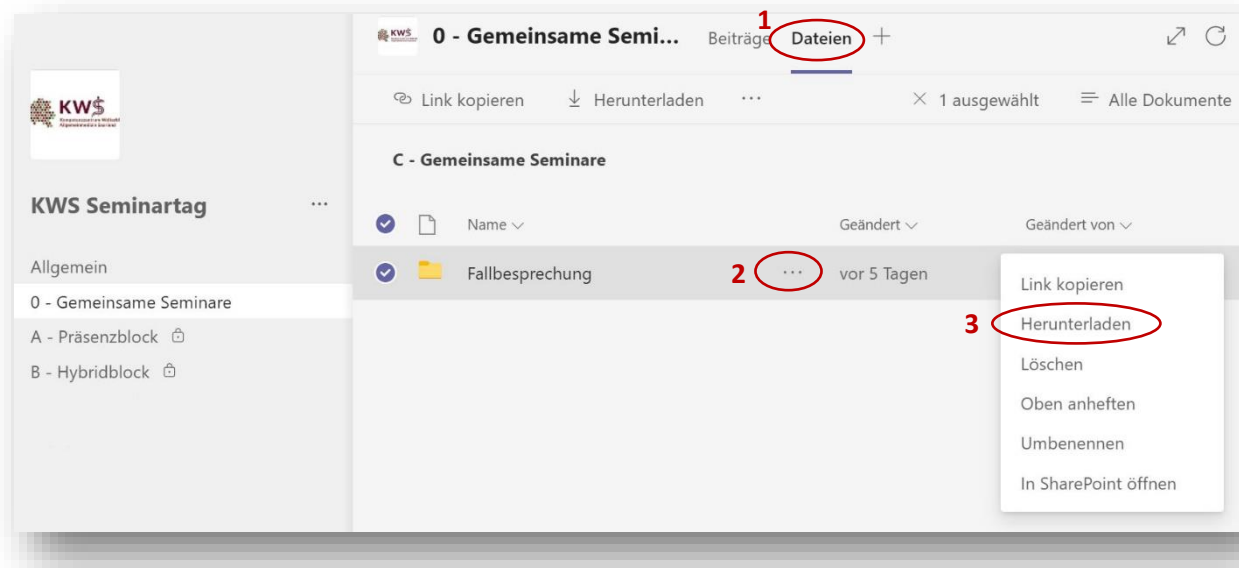 1
KWS 0 - Gemeinsame Semi... Beiträge Dateien +
Link kopieren Herunterladen ... 1 ausgewählt Alle Dokumente
KWS
C - Gemeinsame Seminare
KWS Seminartag ...
Name Geändert Geändert von
Allgemein
Fallbesprechung 2 ... vor 5 Tagen
0 - Gemeinsame Seminare
A - Präsenzblock
B - Hybridblock
Link kopieren
3 Herunterladen
Löschen
Oben anheften
Umbenennen
In SharePoint öffnen